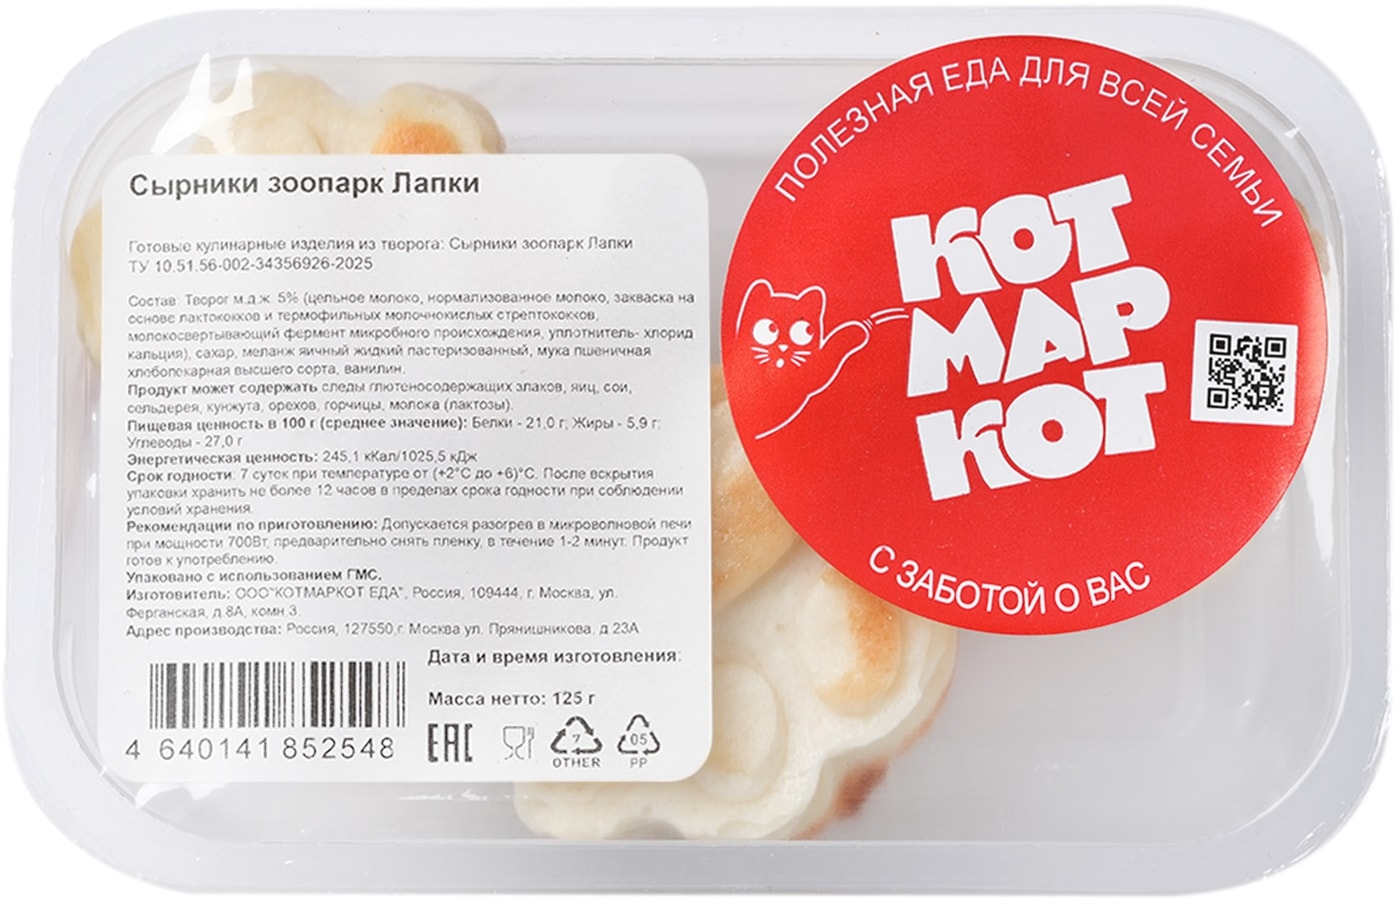 Сырники зоопарк Лапки
Готовые кулинарные изделия из творога: Сырники зоопарк Лапки
ТУ 10.51.56-002-34356926-2025
Состав: Творог м.д.ж. 5% (цельное молоко, нормализованное молоко, закваска на
основе лактококков и термофильных молочнокислых стрептококков,
молокосвертывающий фермент микробного происхождения, уплотнитель- хлорид
кальция), сахар, меланж яичный жидкий пастеризованный, мука пшеничная
хлебопекарная высшего сорта, ванилин.
Продукт может содержать следы глютеносодержащих злаков, яиц, сои,
сельдерея, кунжута, орехов, горчицы, молока (лактозы).
Пищевая ценность в 100 г (среднее значение): Белки - 21,0 г; Жиры - 5,9 г;
Углеводы - 27,0 г
Энергетическая ценность: 245,1 кКал/1025,5 кДж
Срок годности: 7 суток при температуре от (+2°C до +6)°C. После вскрытия
упаковки хранить не более 12 часов в пределах срока годности при соблюдении
условий хранения.
Рекомендации по приготовлению: Допускается разогрев в микроволновой печи
при мощности 700Вт, предварительно снять пленку, в течение 1-2 минут. Продукт
готов к употреблению.
Упаковано с использованием ГМС.
Изготовитель: ООО"КОТМАРКОТ ЕДА", Россия, 109444, г. Москва, ул.
Ферганская, д.8А, комн.3.
Адрес производства: Россия, 127550,г. Москва ул. Прянишникова, д.23А
Дата и время изготовления:
Масса нетто: 125 г
4 640141 852548
EAC
7
OTHER
05
PP
ПОЛЕЗНАЯ ЕДА ДЛЯ ВСЕЙ СЕМЬИ
КОТ
МАР
КОТ
С ЗАБОТОЙ О ВАС